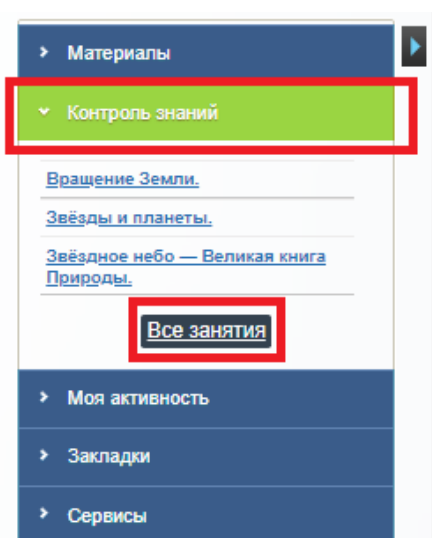 Материалы
Контроль знаний
Вращение Земли.
Звёзды и планеты.
Звёздное небо — Великая книга
Природы.
Все занятия
Моя активность
Закладки
Сервисы